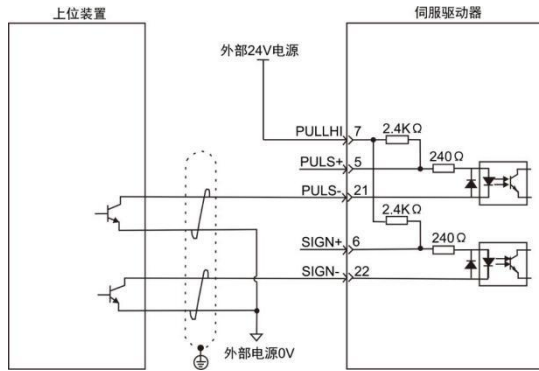 上位装置
伺服驱动器
外部24V电源
PULLHI 7 2.4KΩ
PULS+ 5 240Ω
PULS- 21
2.4KΩ
SIGN+ 6 240Ω
SIGN- 22
外部电源0V